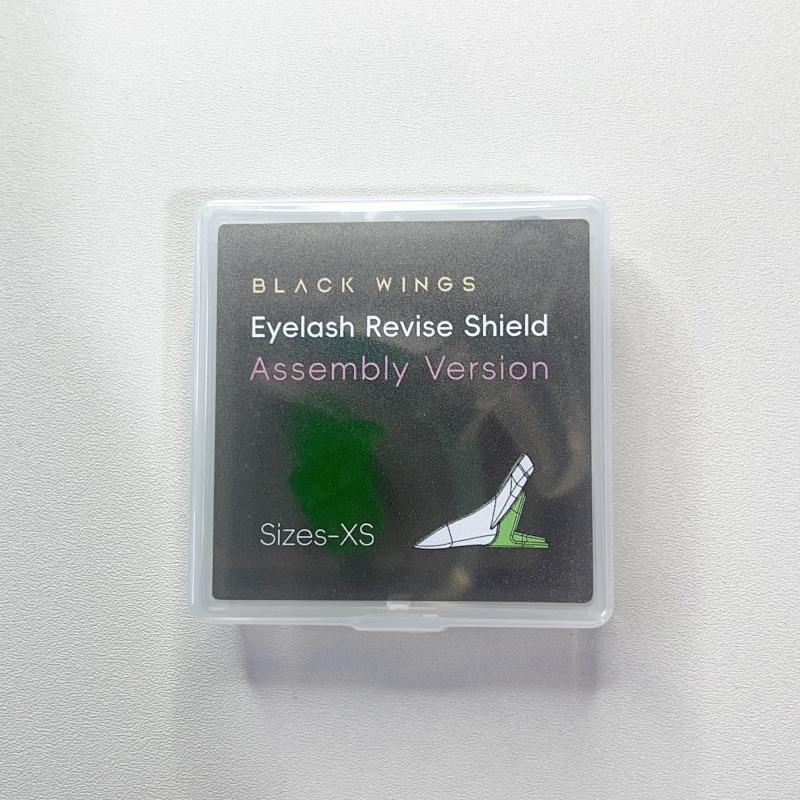 BLACK WINGS
Eyelash Revise Shield
Assembly Version
Sizes-XS